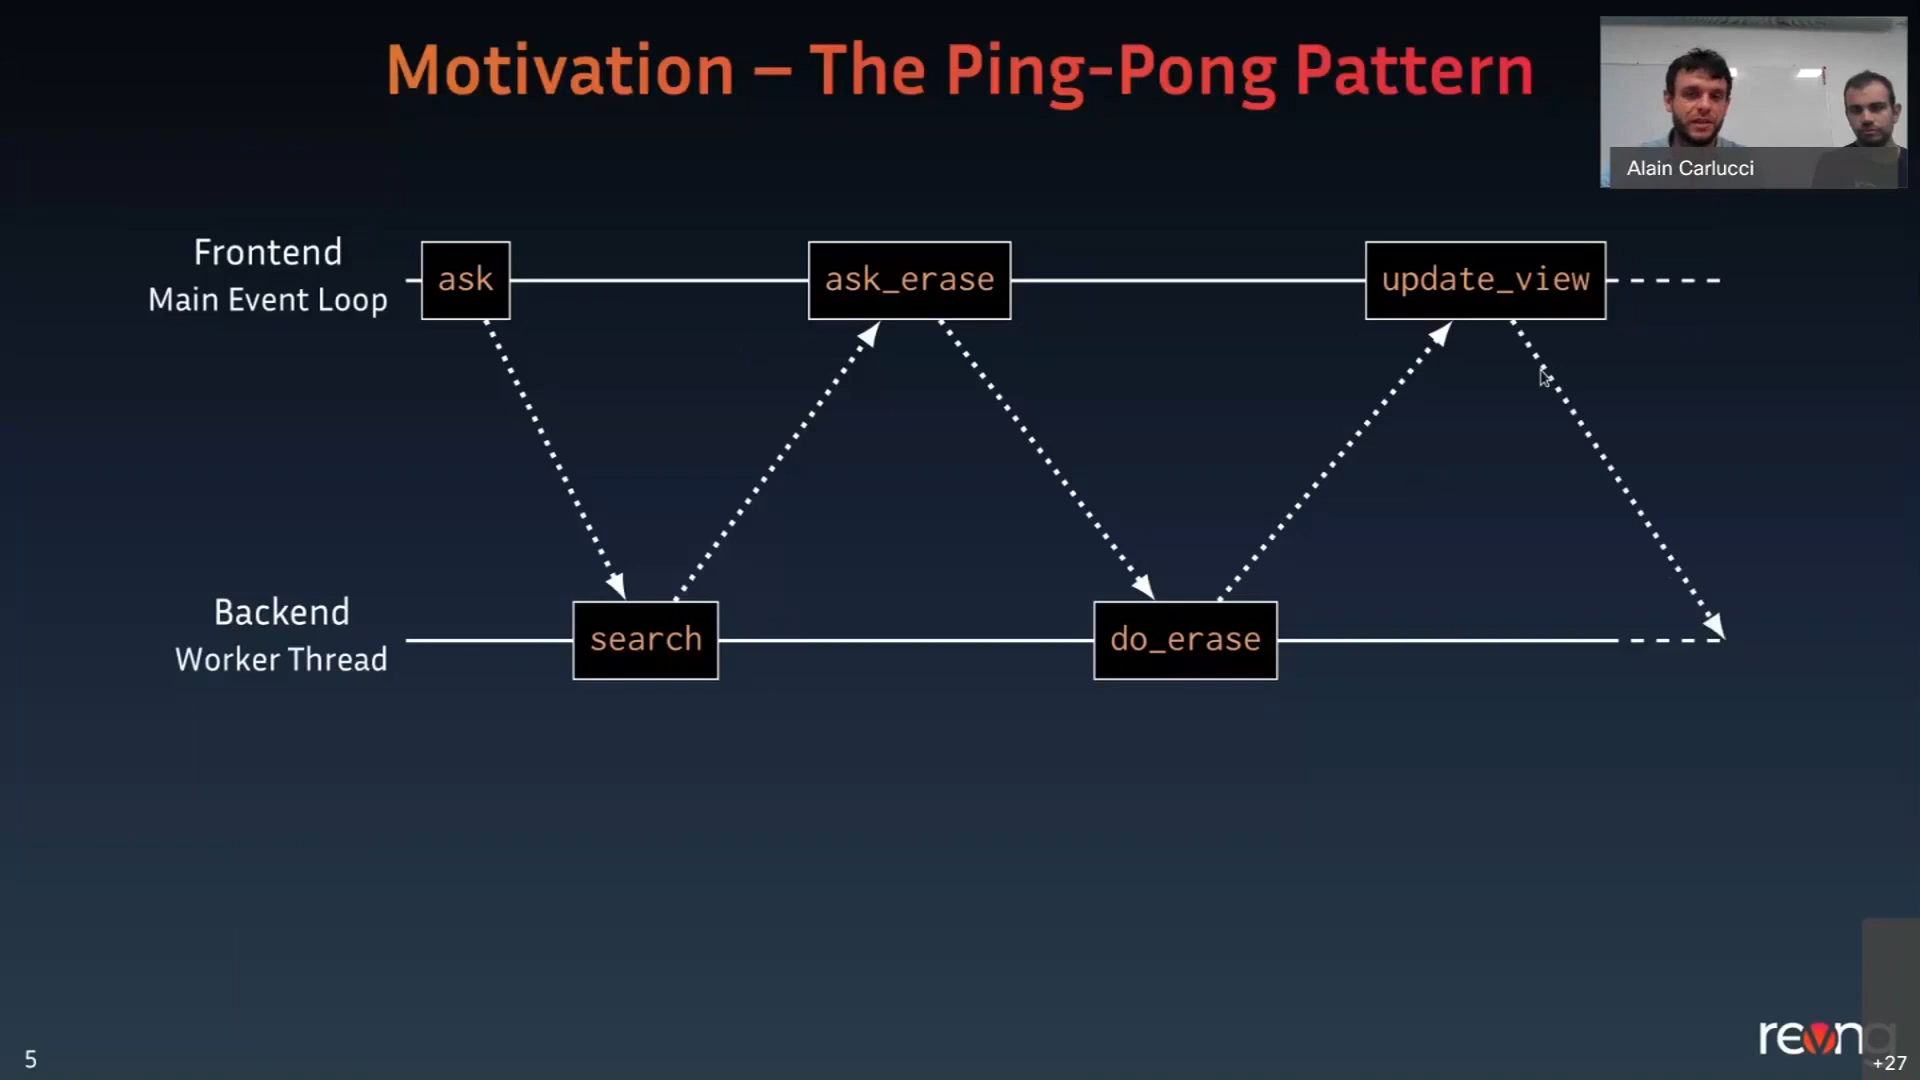 Motivation – The Ping-Pong Pattern
Alain Carlucci
Frontend
Main Event Loop
ask
ask_erase
update_view
Backend
Worker Thread
search
do_erase
5
revng
+27